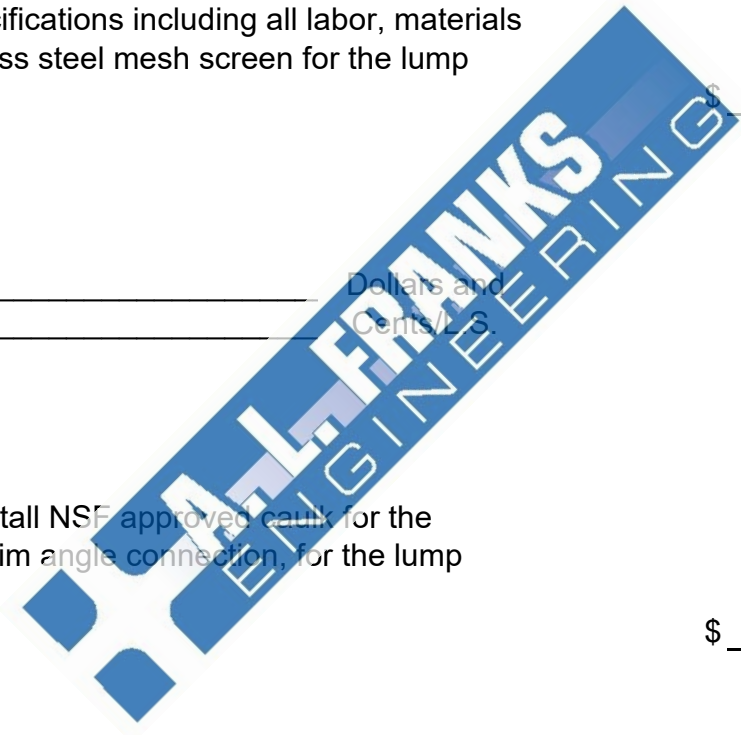 ifications including all labor, materials
ss steel mesh screen for the lump
$
Dollars and
Cents/L.S.
A. L. FRANKS
ENGINEERING
tall NSF approved caulk for the
im angle connection, for the lump
$